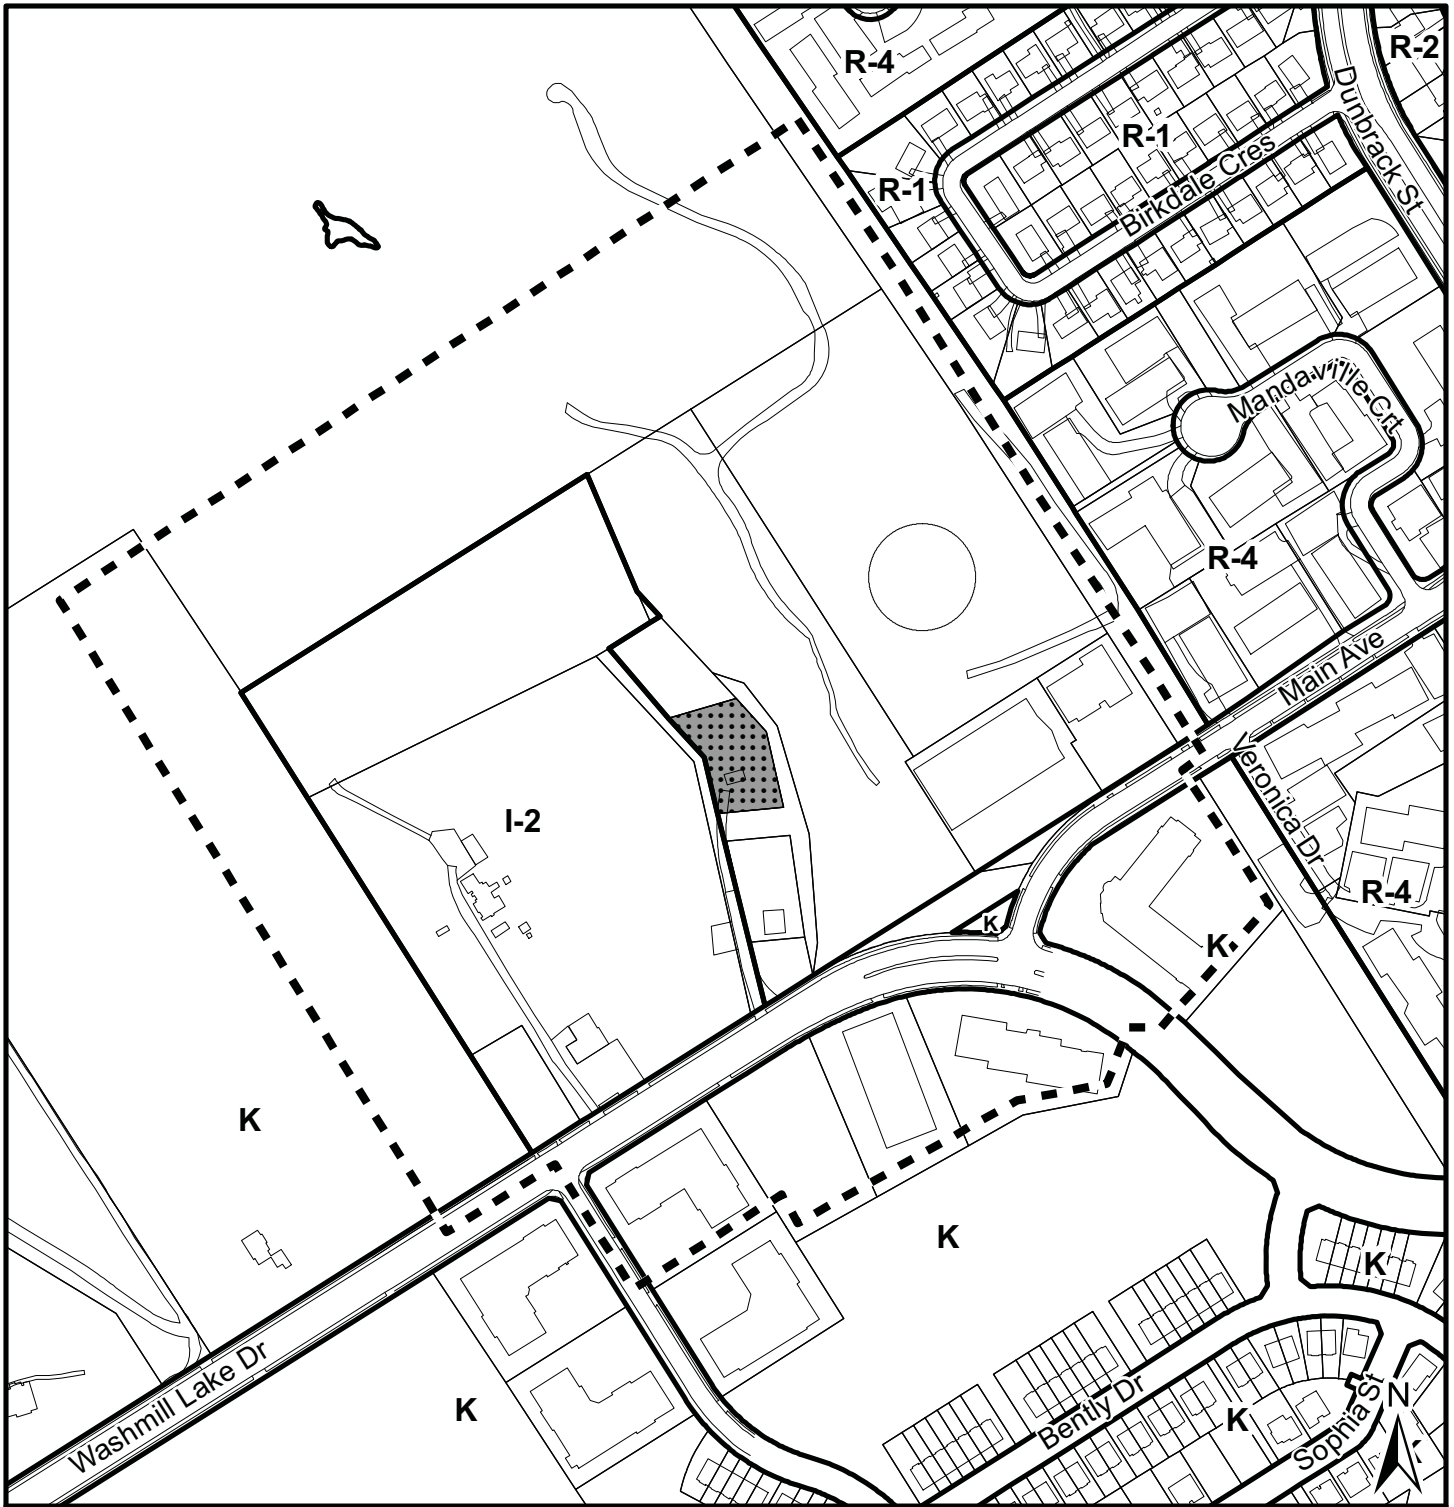 R-4
R-2
R-1
R-1
Dunbrack St
Birkdale Cres
Mandaville Crt
R-4
Main Ave
Veronica Dr
I-2
R-4
K
K
K
K
K
Washmill Lake Dr
K
Bently Dr
K
Sophia St
N